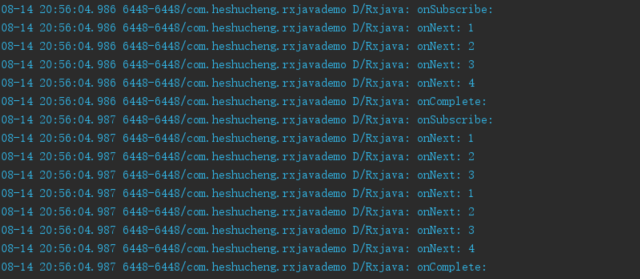 08-14 20:56:04.986 6448-6448/com.heshucheng.rxjavademo D/Rxjava: onSubscribe:
08-14 20:56:04.986 6448-6448/com.heshucheng.rxjavademo D/Rxjava: onNext: 1
08-14 20:56:04.986 6448-6448/com.heshucheng.rxjavademo D/Rxjava: onNext: 2
08-14 20:56:04.986 6448-6448/com.heshucheng.rxjavademo D/Rxjava: onNext: 3
08-14 20:56:04.986 6448-6448/com.heshucheng.rxjavademo D/Rxjava: onNext: 4
08-14 20:56:04.986 6448-6448/com.heshucheng.rxjavademo D/Rxjava: onComplete:
08-14 20:56:04.987 6448-6448/com.heshucheng.rxjavademo D/Rxjava: onSubscribe:
08-14 20:56:04.987 6448-6448/com.heshucheng.rxjavademo D/Rxjava: onNext: 1
08-14 20:56:04.987 6448-6448/com.heshucheng.rxjavademo D/Rxjava: onNext: 2
08-14 20:56:04.987 6448-6448/com.heshucheng.rxjavademo D/Rxjava: onNext: 3
08-14 20:56:04.987 6448-6448/com.heshucheng.rxjavademo D/Rxjava: onNext: 1
08-14 20:56:04.987 6448-6448/com.heshucheng.rxjavademo D/Rxjava: onNext: 2
08-14 20:56:04.987 6448-6448/com.heshucheng.rxjavademo D/Rxjava: onNext: 3
08-14 20:56:04.987 6448-6448/com.heshucheng.rxjavademo D/Rxjava: onNext: 4
08-14 20:56:04.987 6448-6448/com.heshucheng.rxjavademo D/Rxjava: onComplete: